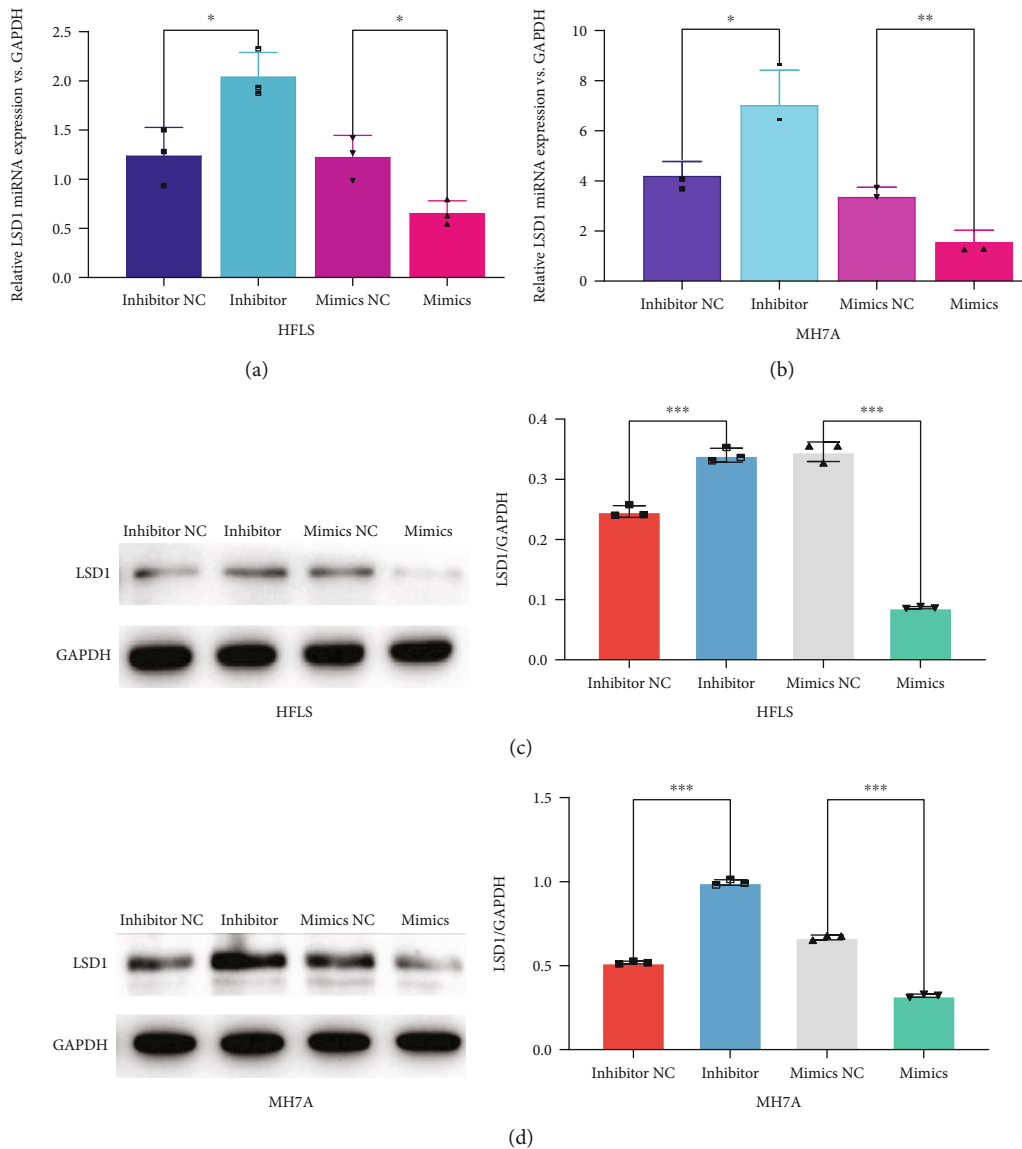 Relative LSD1 miRNA expression vs. GAPDH
2.5
2.0
1.5
1.0
0.5
0.0
*
*
Inhibitor NC Inhibitor Mimics NC Mimics
HFLS
(a)
Relative LSD1 miRNA expression vs. GAPDH
10
8
6
4
2
0
*
**
Inhibitor NC Inhibitor Mimics NC Mimics
MH7A
(b)
Inhibitor NC Inhibitor Mimics NC Mimics
LSD1
GAPDH
HFLS
LSD1/GAPDH
0.4
0.3
0.2
0.1
0.0
***
***
Inhibitor NC Inhibitor Mimics NC Mimics
HFLS
(c)
Inhibitor NC Inhibitor Mimics NC Mimics
LSD1
GAPDH
MH7A
LSD1/GAPDH
1.5
1.0
0.5
0.0
***
***
Inhibitor NC Inhibitor Mimics NC Mimics
MH7A
(d)